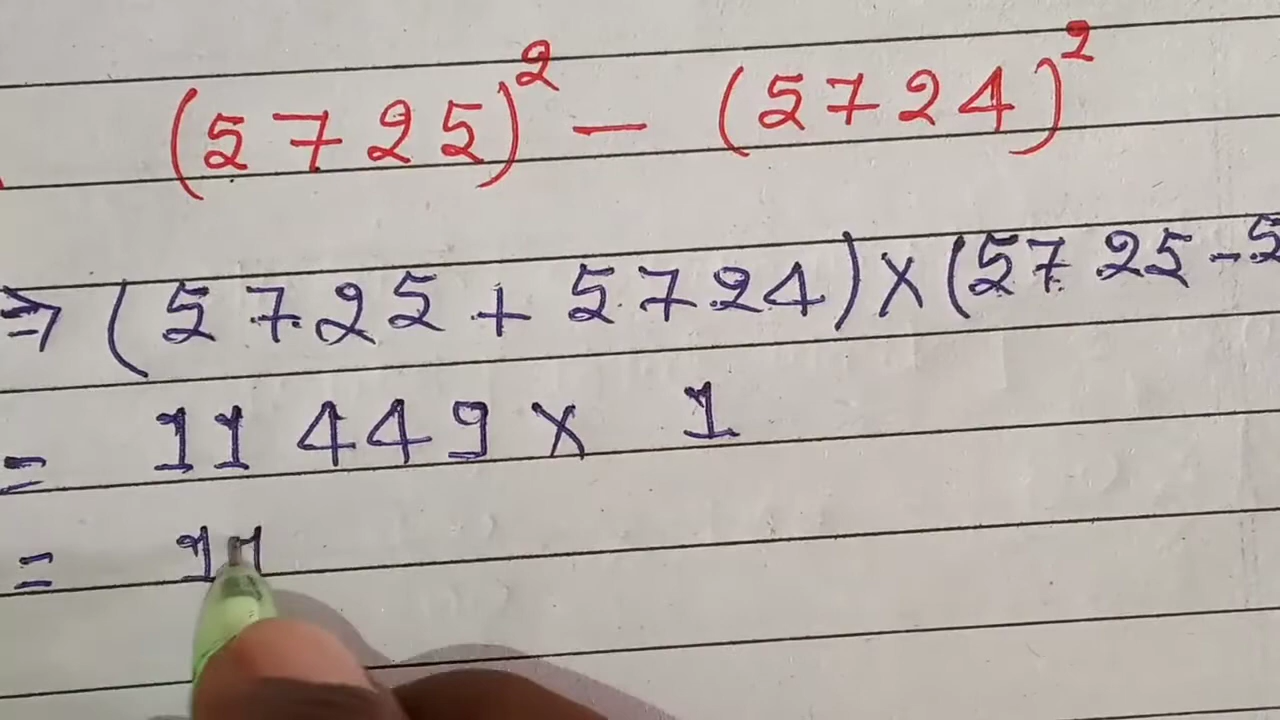 (5725)² - (5724)²
⇒ (5725 + 5724) × (5725 - 5
= 11449 × 1
= 11